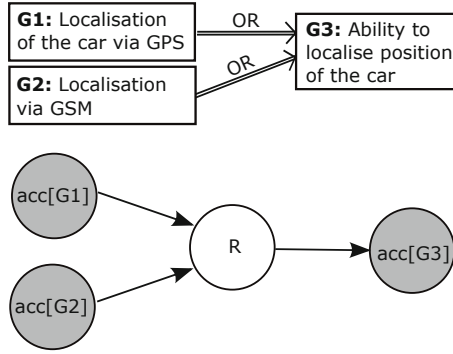 G1: Localisation
of the car via GPS
OR
G3: Ability to
localise position
of the car
OR
G2: Localisation
via GSM
acc[G1]
R
acc[G3]
acc[G2]